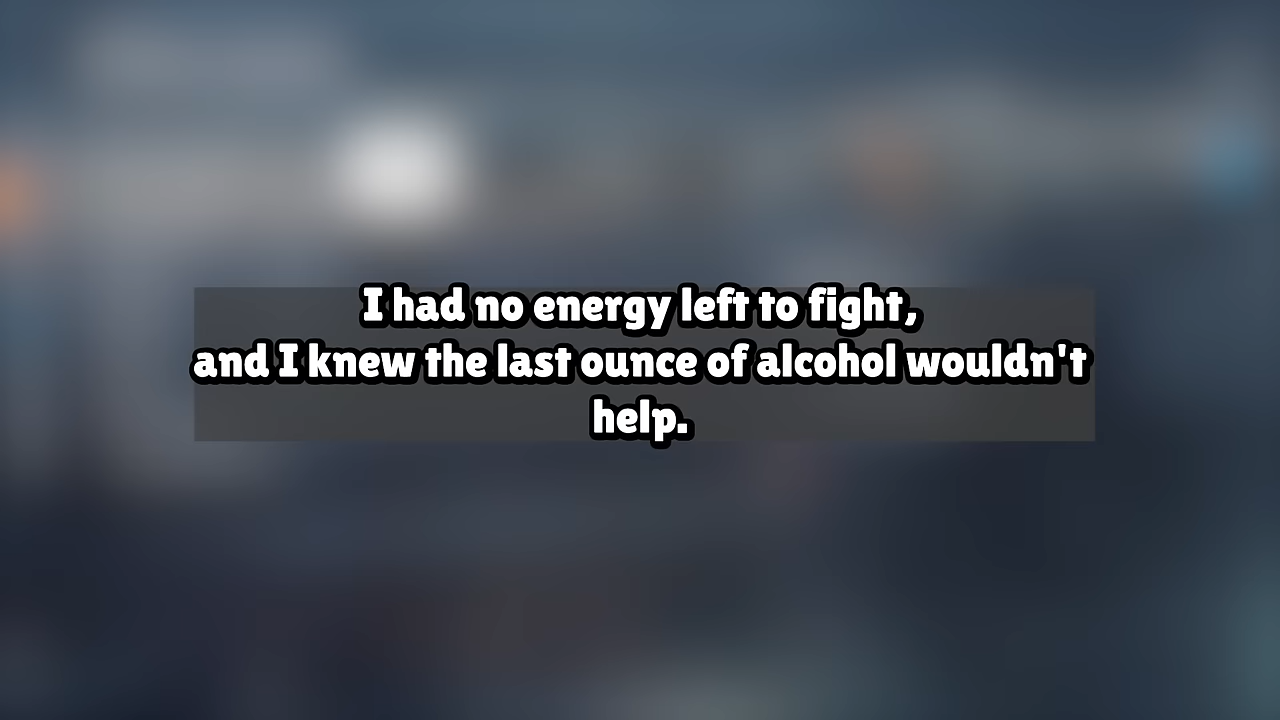 I had no energy left to fight,
and I knew the last ounce of alcohol wouldn't
help.